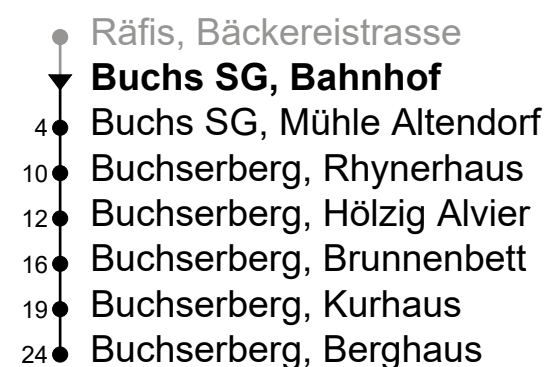 Räfis, Bäckereistrasse
Buchs SG, Bahnhof
4 Buchs SG, Mühle Altendorf
10 Buchserberg, Rhynerhaus
12 Buchserberg, Hölzig Alvier
16 Buchserberg, Brunnenbett
19 Buchserberg, Kurhaus
24 Buchserberg, Berghaus